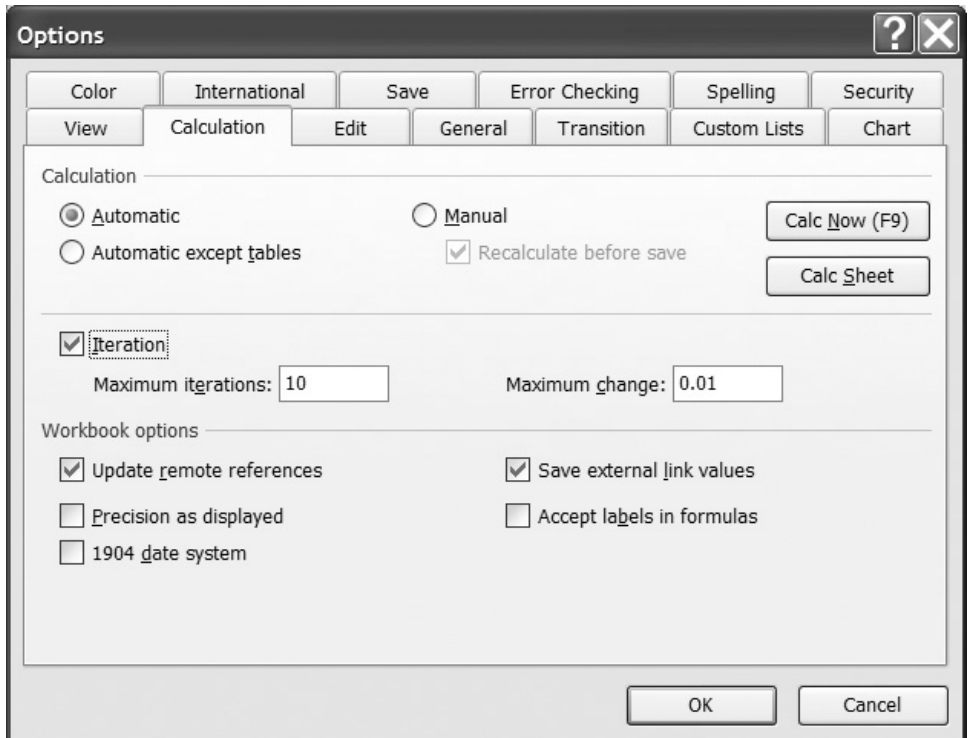 Options
Color International Save Error Checking Spelling Security
View Calculation Edit General Transition Custom Lists Chart
Calculation
Automatic Manual Calc Now (F9)
Automatic except tables Recalculate before save
Calc Sheet
Iteration
Maximum iterations: 10 Maximum change: 0.01
Workbook options
Update remote references Save external link values
Precision as displayed Accept labels in formulas
1904 date system
OK Cancel